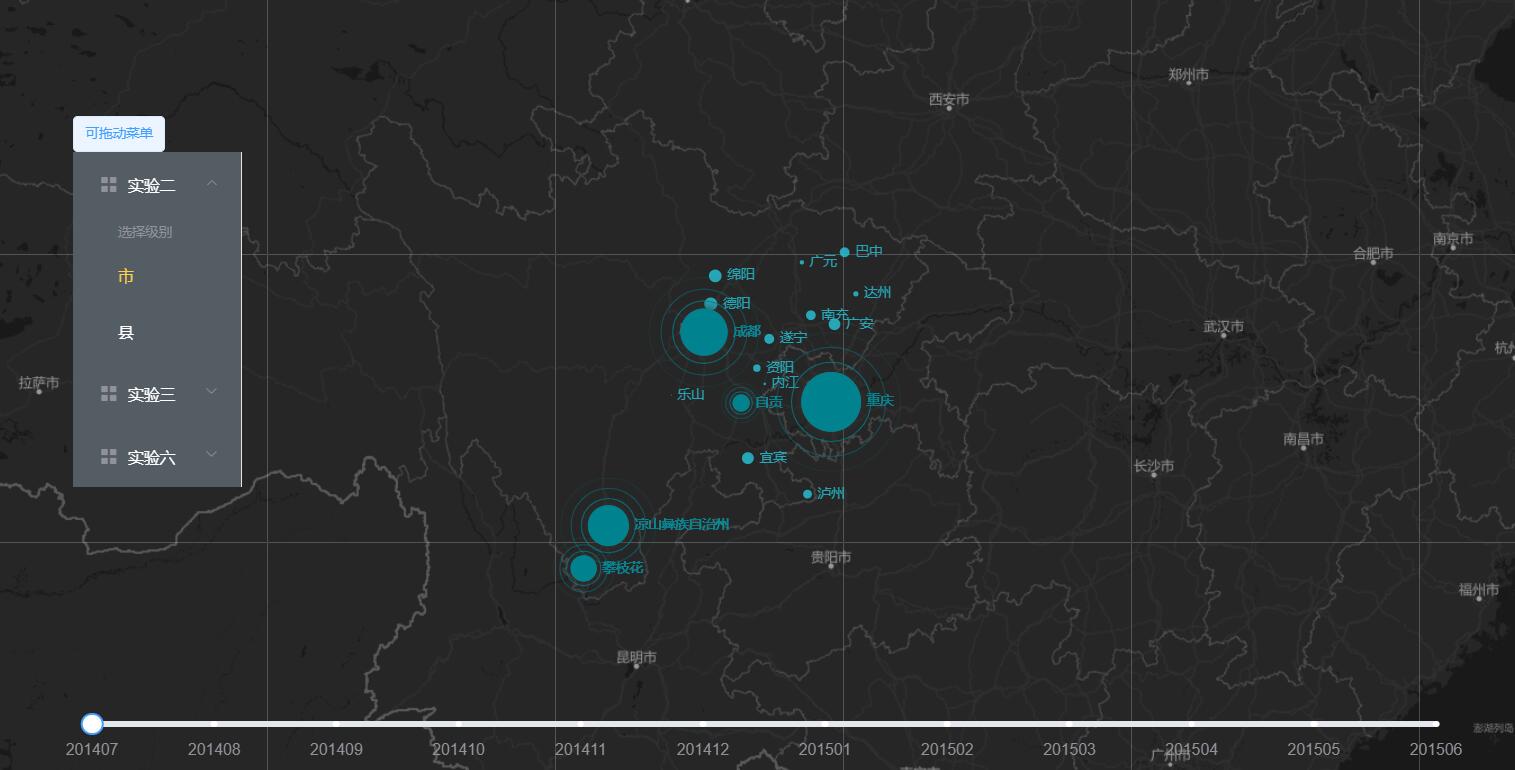 郑州市
西安市
可拖动菜单
实验二
选择级别
市
县
实验三
实验六
南京市
合肥市
巴中
广元
绵阳
达州
德阳
南充
广安
成都
遂宁
武汉市
杭州
资阳
内江
拉萨市
乐山
自贡
重庆
南昌市
宜宾
长沙市
泸州
凉山彝族自治州
贵阳市
攀枝花
福州市
昆明市
澎湖列岛
广州市
201407 201408 201409 201410 201411 201412 201501 201502 201503 201504 201505 201506